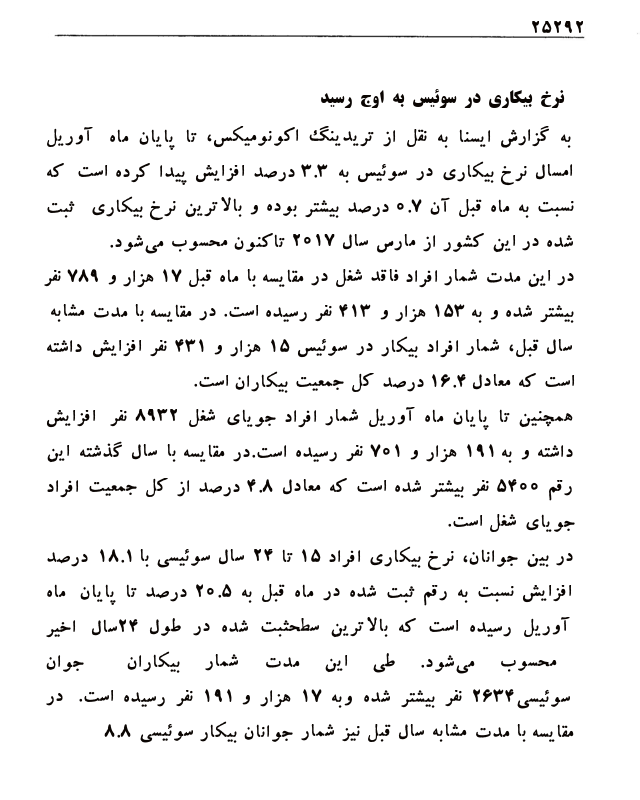 ۲۵۲۹۲
نرخ بیکاری در سوئیس به اوج رسید
به گزارش ایسنا به نقل از تریدینگ اکونومیکس، تا پایان ماه آوریل
امسال نرخ بیکاری در سوئیس به ۳.۳ درصد افزایش پیدا کرده است که
نسبت به ماه قبل آن ۰.۷ درصد بیشتر بوده و بالاترین نرخ بیکاری ثبت
شده در این کشور از مارس سال ۲۰۱۷ تاکنون محسوب می‌شود.
در این مدت شمار افراد فاقد شغل در مقایسه با ماه قبل ۱۷ هزار و ۷۸۹ نفر
بیشتر شده و به ۱۵۳ هزار و ۴۱۳ نفر رسیده است. در مقایسه با مدت مشابه
سال قبل، شمار افراد بیکار در سوئیس ۱۵ هزار و ۴۳۱ نفر افزایش داشته
است که معادل ۱۶.۴ درصد کل جمعیت بیکاران است.
همچنین تا پایان ماه آوریل شمار افراد جویای شغل ۸۹۳۲ نفر افزایش
داشته و به ۱۹۱ هزار و ۷۰۱ نفر رسیده است.در مقایسه با سال گذشته این
رقم ۵۴۰۰ نفر بیشتر شده است که معادل ۴.۸ درصد از کل جمعیت افراد
جویای شغل است.
در بین جوانان، نرخ بیکاری افراد ۱۵ تا ۲۴ سال سوئیسی با ۱۸.۱ درصد
افزایش نسبت به رقم ثبت شده در ماه قبل به ۲۰.۵ درصد تا پایان ماه
آوریل رسیده است که بالاترین سطحثبت شده در طول ۲۴سال اخیر
محسوب می‌شود. طی این مدت شمار بیکاران جوان
سوئیسی۲۶۳۴ نفر بیشتر شده وبه ۱۷ هزار و ۱۹۱ نفر رسیده است. در
مقایسه با مدت مشابه سال قبل نیز شمار جوانان بیکار سوئیسی ۸.۸